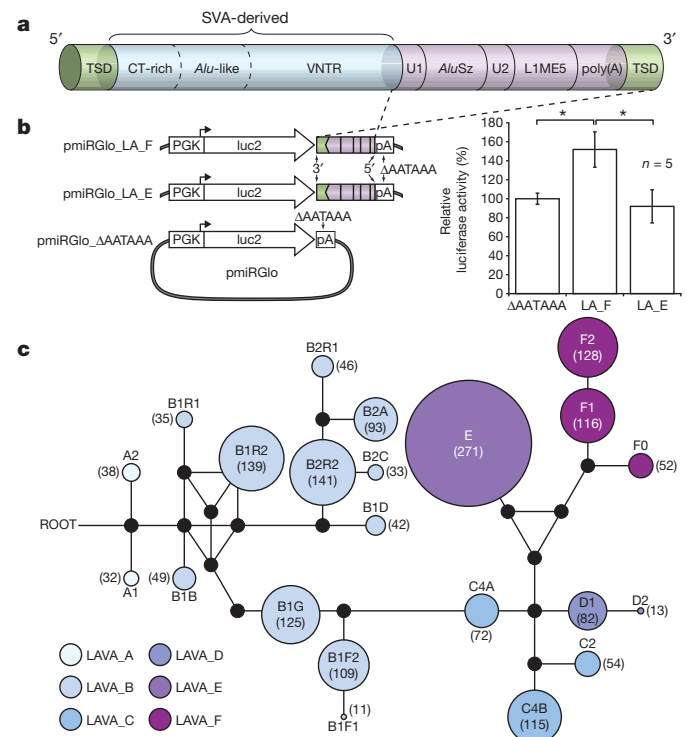 a
SVA-derived
5′ 3′
TSD CT-rich Alu-like VNTR U1 AluSz U2 L1ME5 poly(A) TSD
b
pmiRGlo_LA_F PGK luc2 pA
3′ 5′ ΔAATAAA
pmiRGlo_LA_E PGK luc2 pA
ΔAATAAA
pmiRGlo_ΔAATAAA PGK luc2 pA
pmiRGlo
Relative
luciferase activity (%)
180
160
140
120
100
80
60
40
20
0
* *
n = 5
ΔAATAAA LA_F LA_E
c
B2R1
(46)
F2
(128)
B1R1
(35)
B2A
(93)
E
(271)
F1
(116)
A2
(38)
B1R2
(139)
B2R2
(141)
B2C
(33)
F0
(52)
ROOT
B1D
(42)
(32)
A1
(49)
B1B
B1G
(125)
C4A
(72)
D1
(82)
D2
(13)
B1F2
(109)
C2
(54)
(11)
B1F1
C4B
(115)
LAVA_A LAVA_D
LAVA_B LAVA_E
LAVA_C LAVA_F